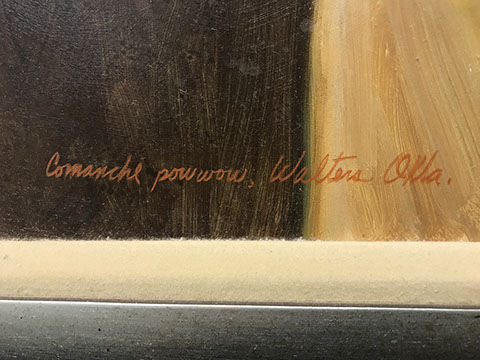 Comanche powwow, Walters Okla.